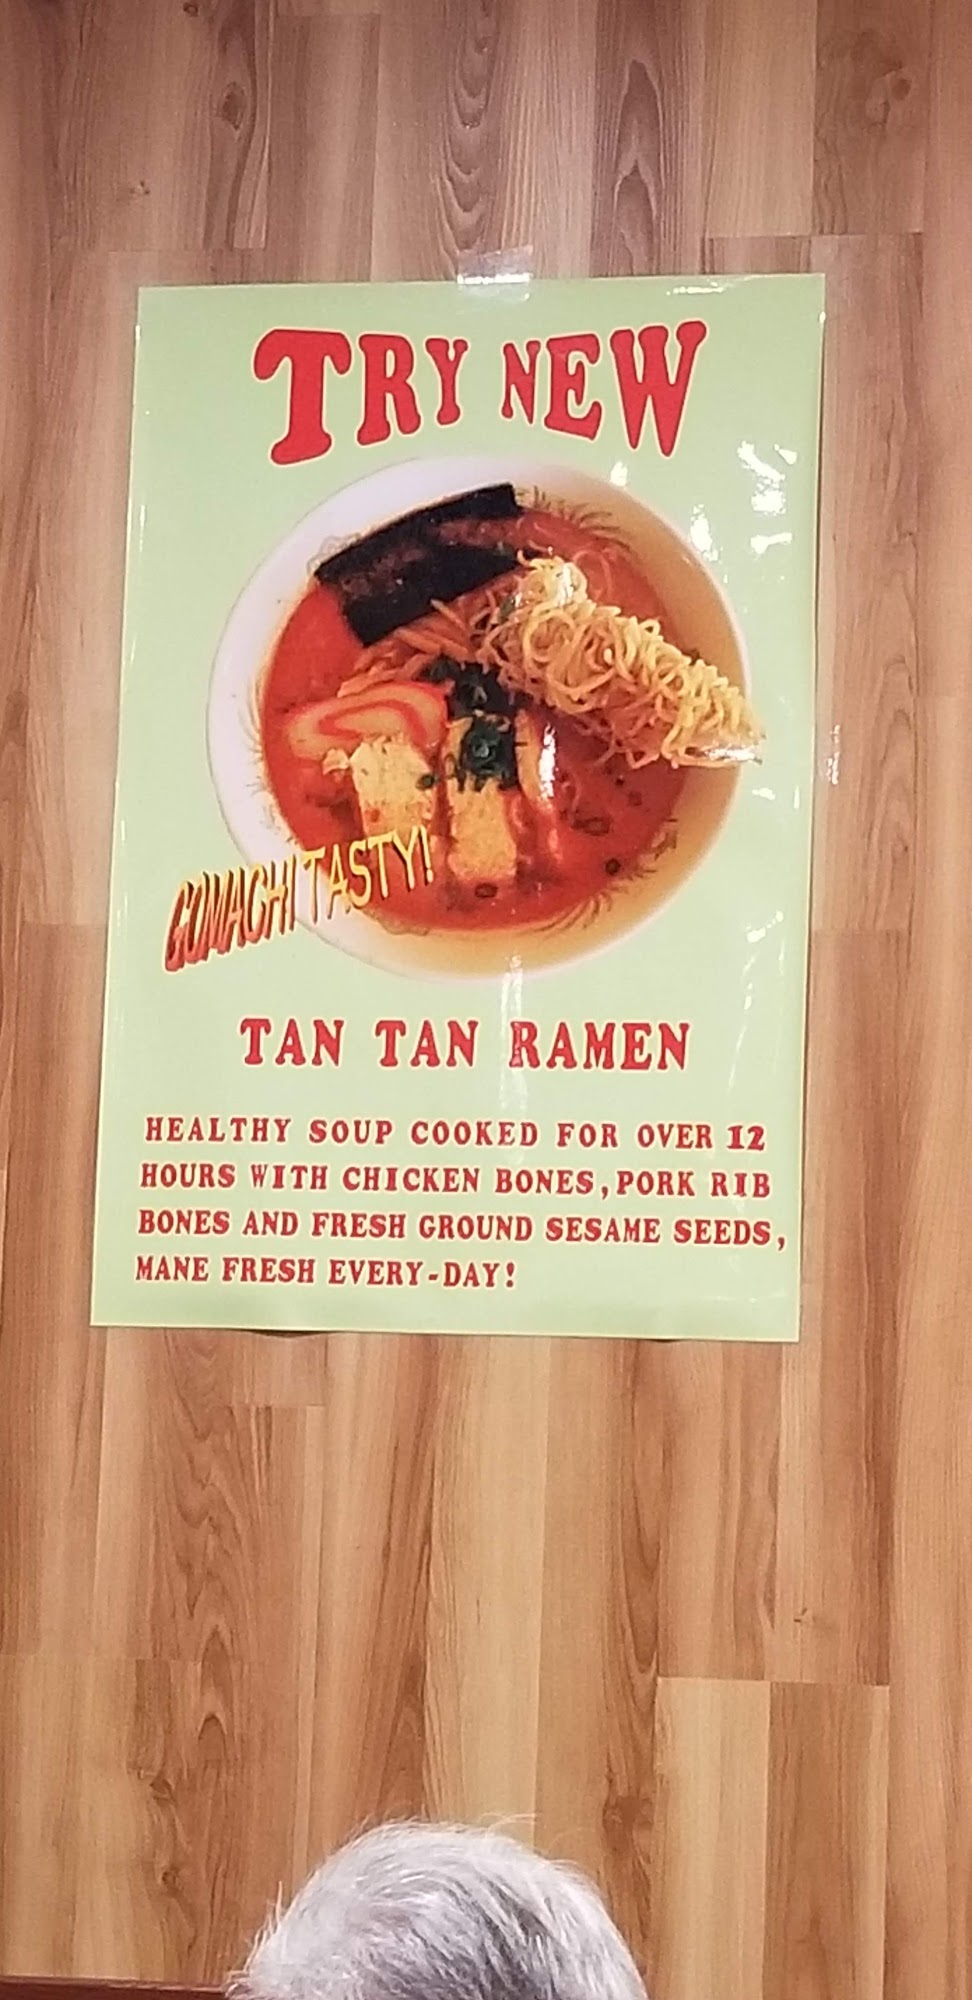 TRY NEW
GOMACHI TASTY!
TAN TAN RAMEN
HEALTHY SOUP COOKED FOR OVER 12
HOURS WITH CHICKEN BONES, PORK RIB
BONES AND FRESH GROUND SESAME SEEDS,
MANE FRESH EVERY-DAY!